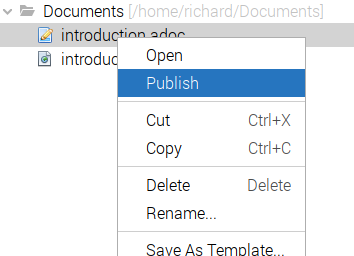 Documents [/home/richard/Documents]
introduction.adoc
introduc
Open
Publish
Cut Ctrl+X
Copy Ctrl+C
Delete Delete
Rename...
Save As Template...